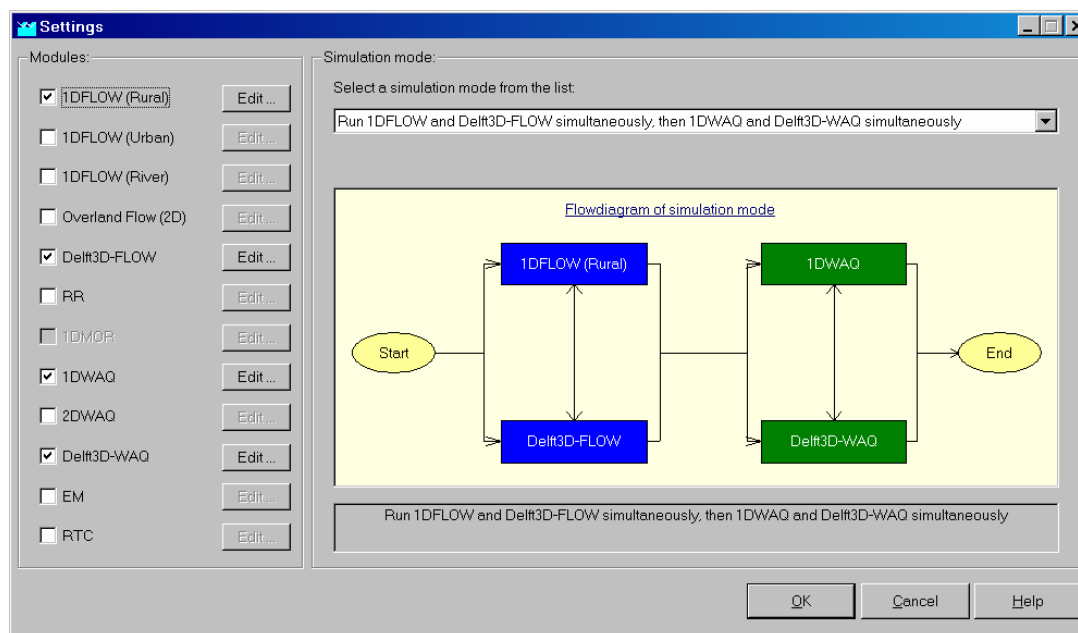 Settings
Modules:
1DFLOW (Rural) Edit ...
1DFLOW (Urban) Edit ...
1DFLOW (River) Edit ...
Overland Flow (2D) Edit ...
Delft3D-FLOW Edit ...
RR Edit ...
1DMOR Edit ...
1DWAQ Edit ...
2DWAQ Edit ...
Delft3D-WAQ Edit ...
EM Edit ...
RTC Edit ...
Simulation mode:
Select a simulation mode from the list:
Run 1DFLOW and Delft3D-FLOW simultaneously, then 1DWAQ and Delft3D-WAQ simultaneously
Flowdiagram of simulation mode
1DFLOW (Rural) 1DWAQ
Start End
Delft3D-FLOW Delft3D-WAQ
Run 1DFLOW and Delft3D-FLOW simultaneously, then 1DWAQ and Delft3D-WAQ simultaneously
OK Cancel Help